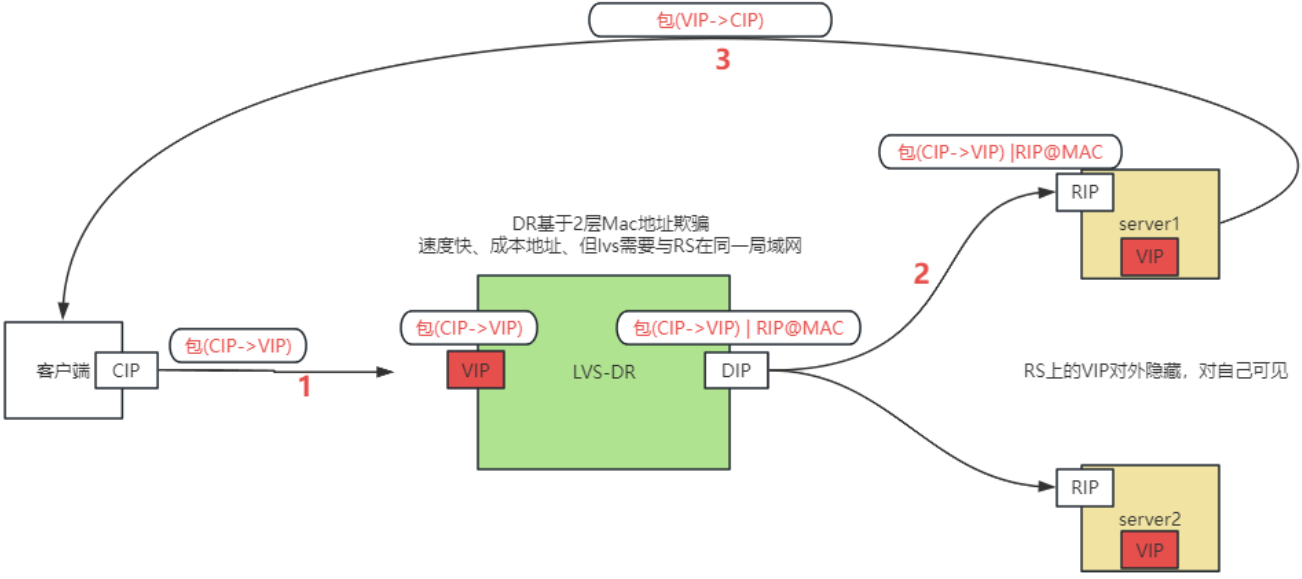 包(VIP->CIP)
3
包(CIP->VIP) |RIP@MAC
RIP
server1
VIP
DR基于2层Mac地址欺骗
速度快、成本地址、但lvs需要与RS在同一局域网
2
包(CIP->VIP)
包(CIP->VIP) | RIP@MAC
包(CIP->VIP)
客户端
CIP
1
VIP
LVS-DR
DIP
RS上的VIP对外隐藏，对自己可见
RIP
server2
VIP